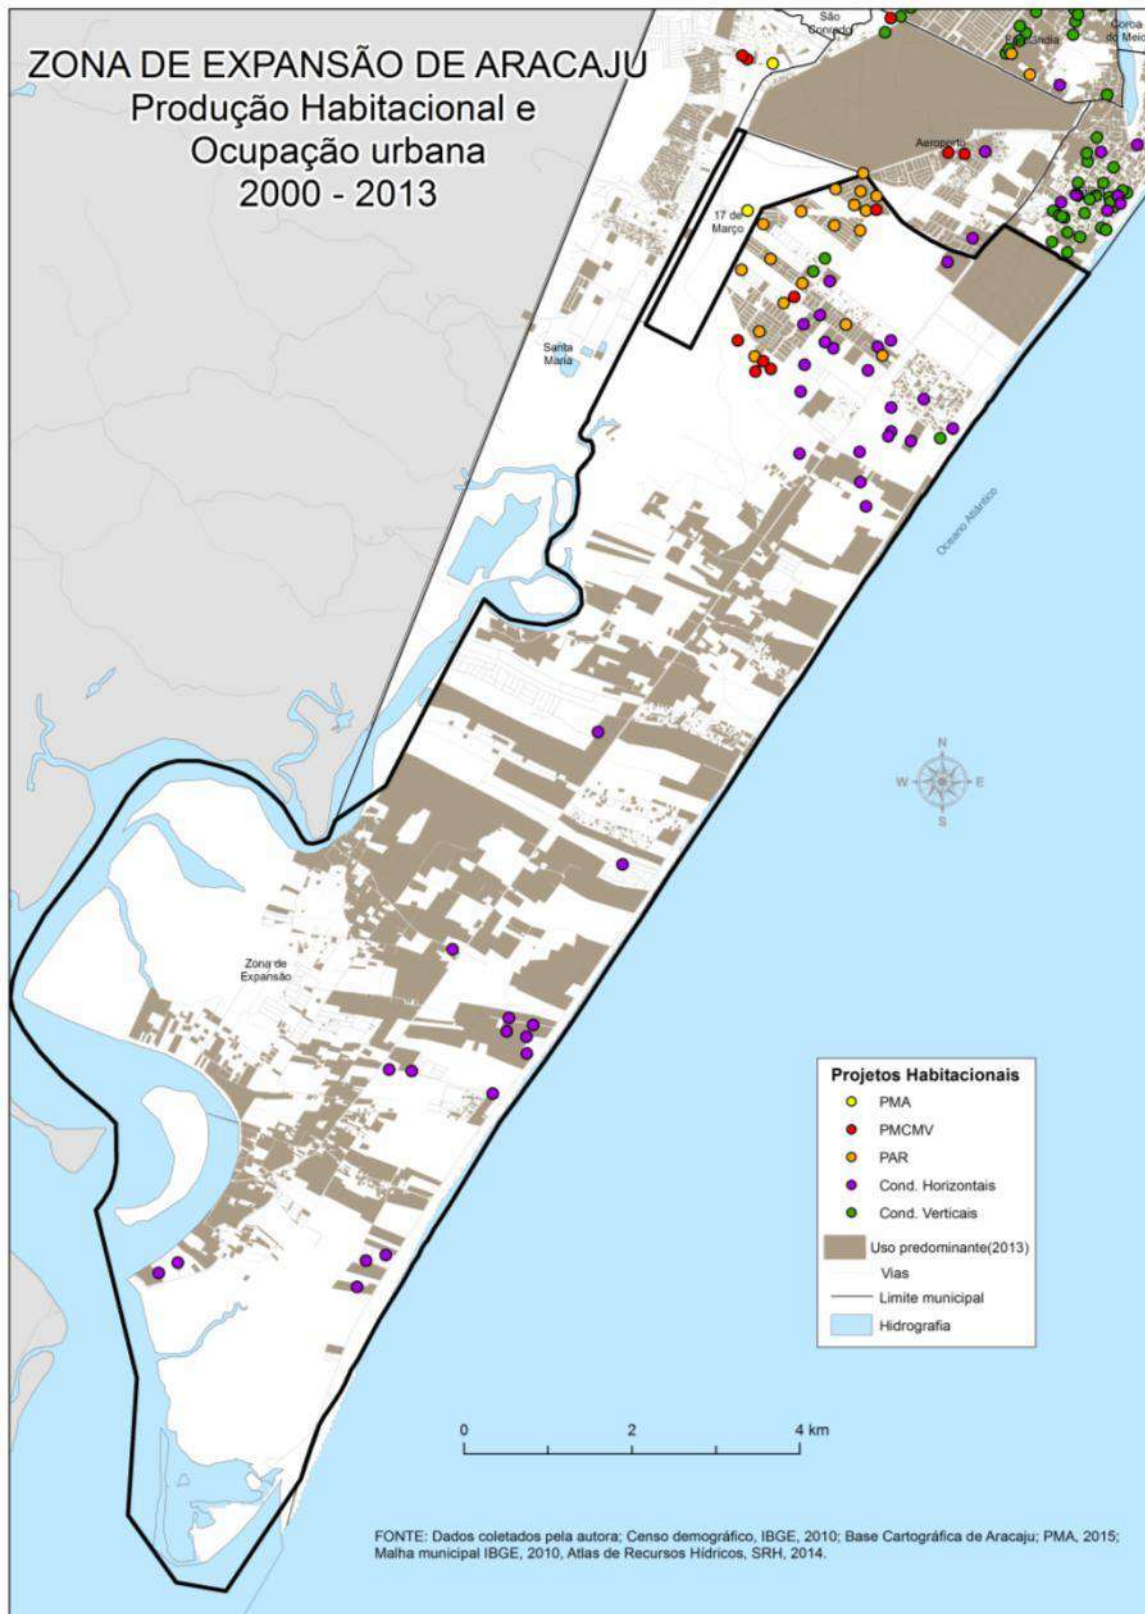 São
Conrado
Coroa
do Meio
ZONA DE EXPANSÃO DE ARACAJU
Produção Habitacional e
Ocupação urbana
2000 - 2013
Aeroporto
17 de
Março
Santa
Maria
Oceano Atlântico
N
W
E
S
Zona de
Expansão
Projetos Habitacionais
PMA
PMCMV
PAR
Cond. Horizontais
Cond. Verticais
Uso predominante(2013)
Vias
Limite municipal
Hidrografia
0
2
4 km
FONTE: Dados coletados pela autora; Censo demográfico, IBGE, 2010; Base Cartográfica de Aracaju; PMA, 2015;
Malha municipal IBGE, 2010, Atlas de Recursos Hídricos, SRH, 2014.